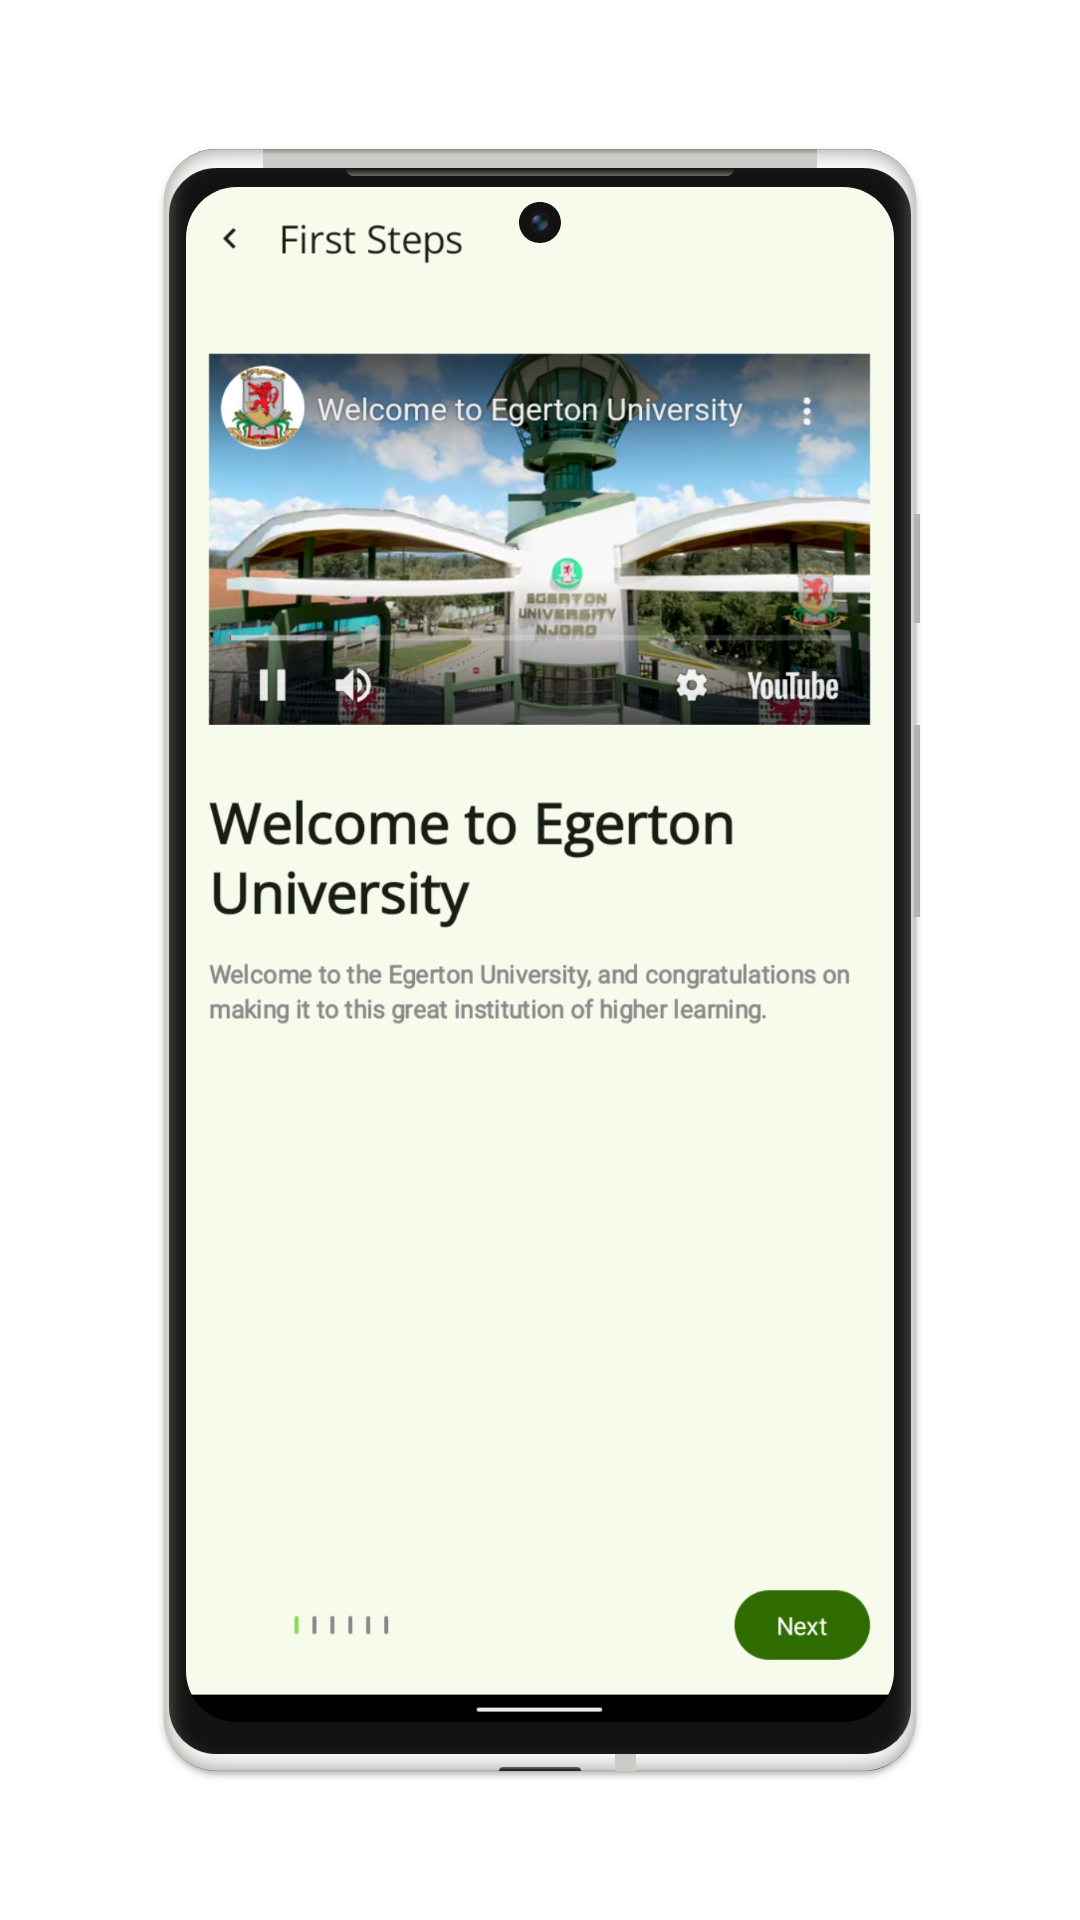 First Steps
Welcome to Egerton University
EGERTON
UNIVERSITY
NJORO
YouTube
Welcome to Egerton
University
Welcome to the Egerton University, and congratulations on
making it to this great institution of higher learning.
Next